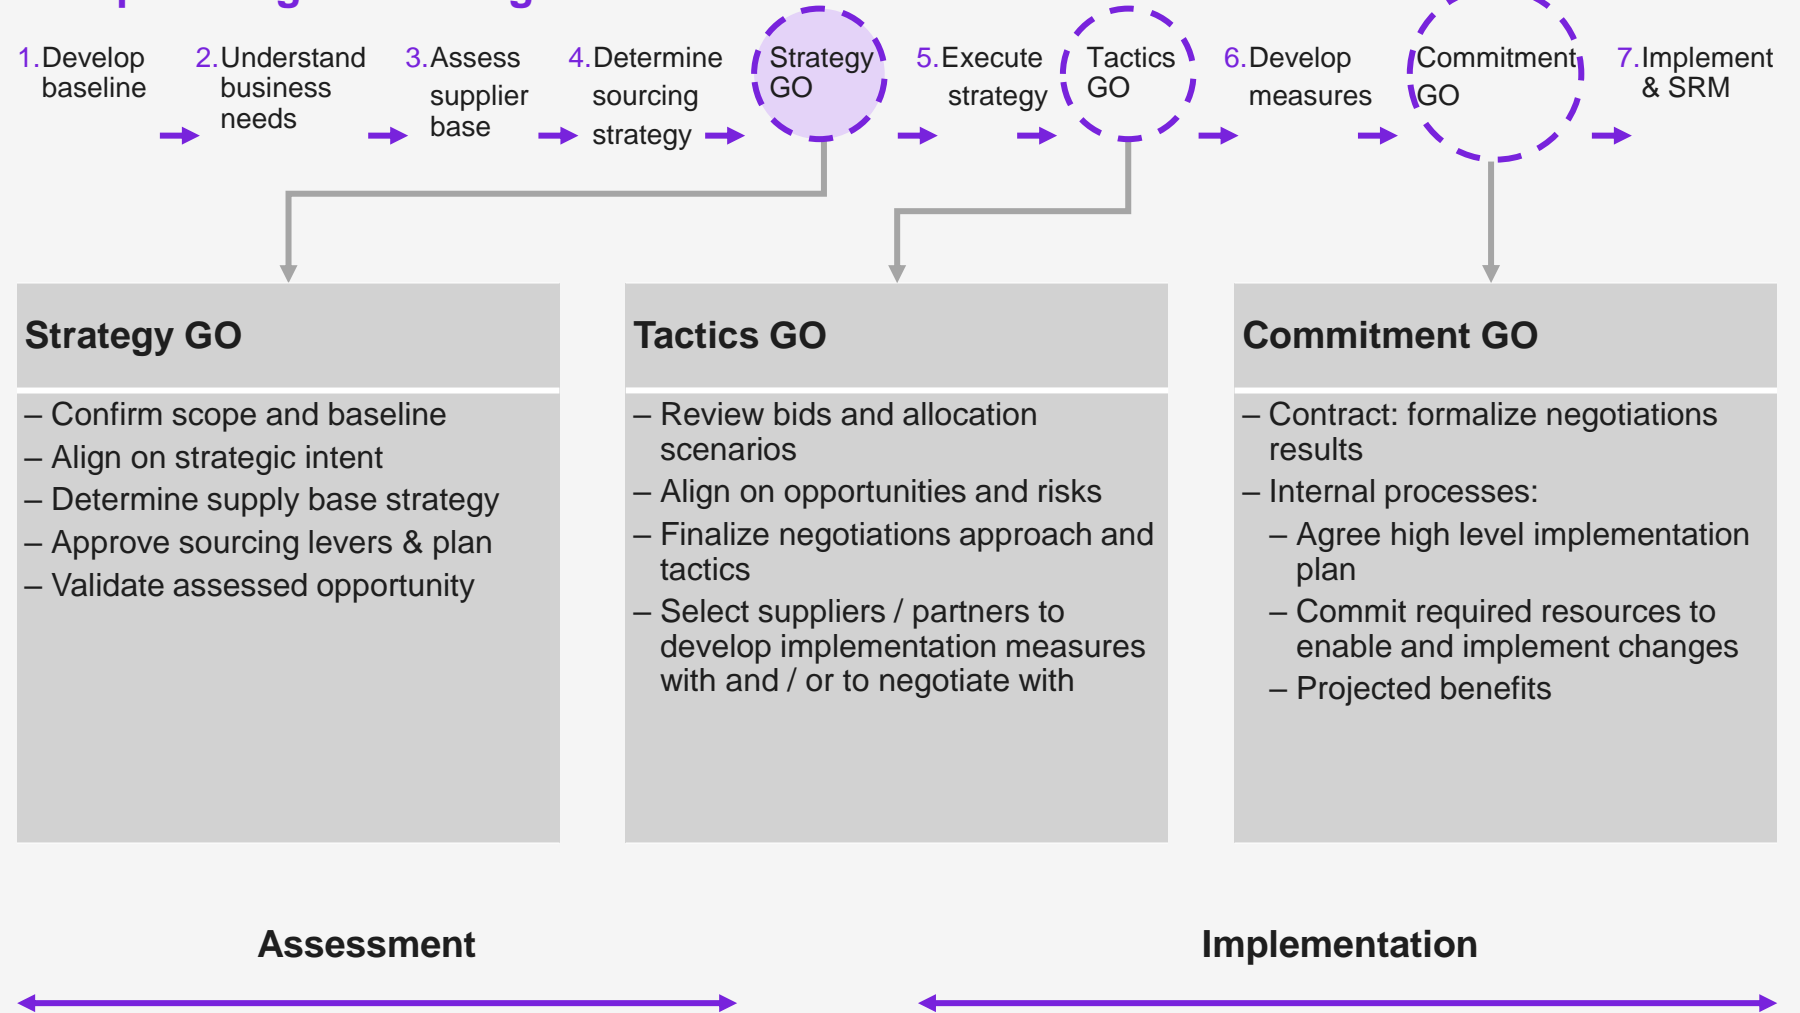 1. Develop
baseline
2. Understand
business
needs
3. Assess
supplier
base
4. Determine
sourcing
strategy
Strategy
GO
5. Execute
strategy
Tactics
GO
6. Develop
measures
Commitment
GO
7. Implement
& SRM
Strategy GO
– Confirm scope and baseline
– Align on strategic intent
– Determine supply base strategy
– Approve sourcing levers & plan
– Validate assessed opportunity
Tactics GO
– Review bids and allocation
scenarios
– Align on opportunities and risks
– Finalize negotiations approach and
tactics
– Select suppliers / partners to
develop implementation measures
with and / or to negotiate with
Commitment GO
– Contract: formalize negotiations
results
– Internal processes:
– Agree high level implementation
plan
– Commit required resources to
enable and implement changes
– Projected benefits
Assessment
Implementation